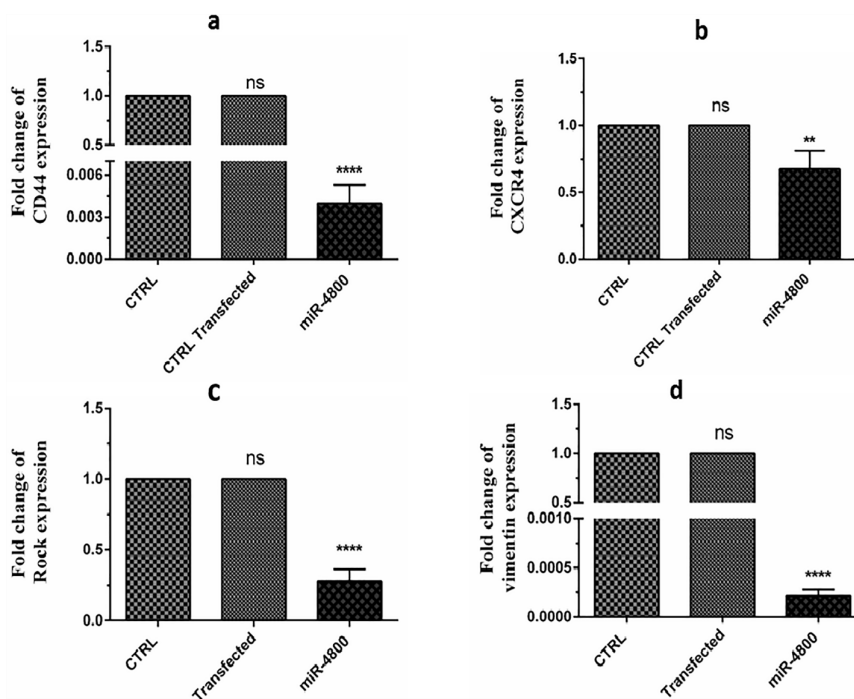 a
Fold change of
CD44 expression
1.5
1.0
0.5
0.006
0.003
0.000
ns
****
CTRL
CTRL Transfected
miR-4800
b
Fold change of
CXCR4 expression
1.5
1.0
0.5
0.0
ns
**
CTRL
CTRL Transfected
miR-4800
c
Fold change of
Rock expression
1.5
1.0
0.5
0.0
ns
****
CTRL
Transfected
miR-4800
d
Fold change of
vimentin expression
1.5
1.0
0.5
0.0010
0.0005
0.0000
ns
****
CTRL
Transfected
miR-4800